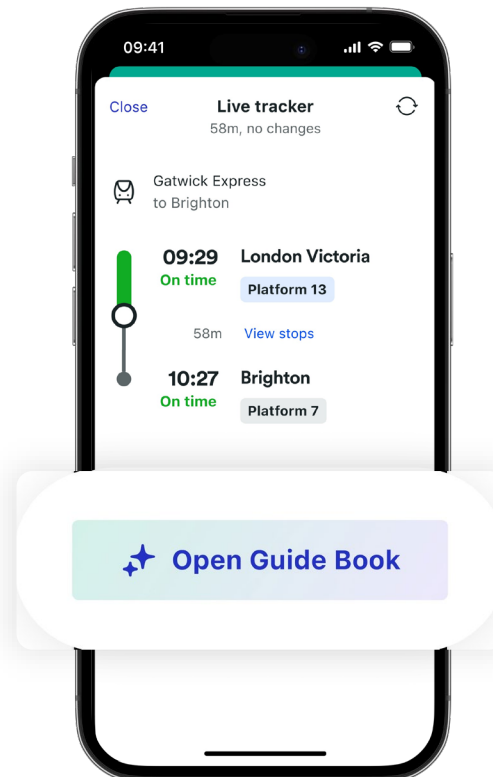 09:41
Close
Live tracker
58m, no changes
Gatwick Express
to Brighton
09:29 London Victoria
On time
Platform 13
58m View stops
10:27 Brighton
On time
Platform 7
Open Guide Book